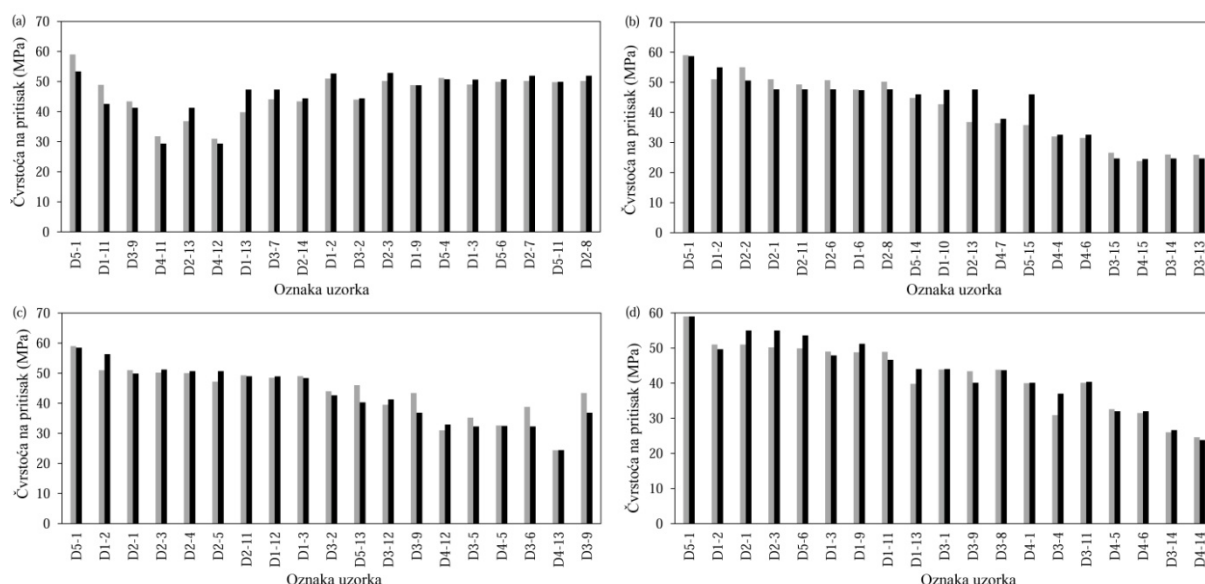 (a)
70
60
50
40
30
20
10
0
Čvrstoća na pritisak (MPa)
D5-1 D1-11 D3-9 D4-11 D2-13 D4-12 D1-13 D3-7 D2-14 D1-2 D3-2 D2-3 D1-9 D5-4 D1-3 D5-6 D2-7 D5-11 D2-8
Oznaka uzorka
(b)
70
60
50
40
30
20
10
0
Čvrstoća na pritisak (MPa)
D5-1 D1-2 D2-2 D2-1 D2-11 D2-6 D1-6 D2-8 D5-14 D1-10 D2-13 D4-7 D5-15 D4-4 D4-6 D3-15 D4-15 D3-14 D3-13
Oznaka uzorka
(c)
70
60
50
40
30
20
10
0
Čvrstoća na pritisak (MPa)
D5-1 D1-2 D2-1 D2-3 D2-4 D2-5 D2-11 D1-12 D1-3 D3-2 D5-13 D3-12 D3-9 D4-12 D3-5 D4-5 D3-6 D4-13 D3-9
Oznaka uzorka
(d)
60
50
40
30
20
10
0
Čvrstoća na pritisak (MPa)
D5-1 D1-2 D2-1 D2-3 D5-6 D1-3 D1-9 D1-11 D1-13 D3-1 D3-9 D3-8 D4-1 D3-4 D3-11 D4-5 D4-6 D3-14 D4-14
Oznaka uzorka